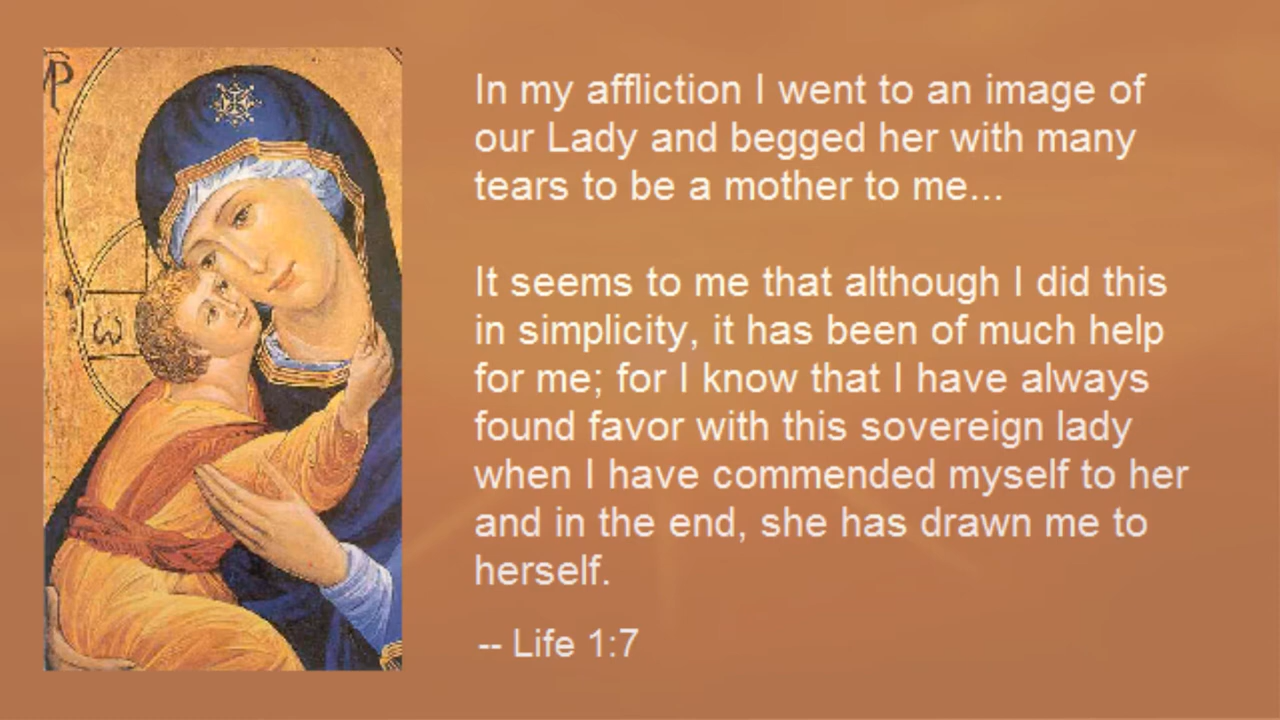 In my affliction I went to an image of
our Lady and begged her with many
tears to be a mother to me...
It seems to me that although I did this
in simplicity, it has been of much help
for me; for I know that I have always
found favor with this sovereign lady
when I have commended myself to her
and in the end, she has drawn me to
herself.
-- Life 1:7